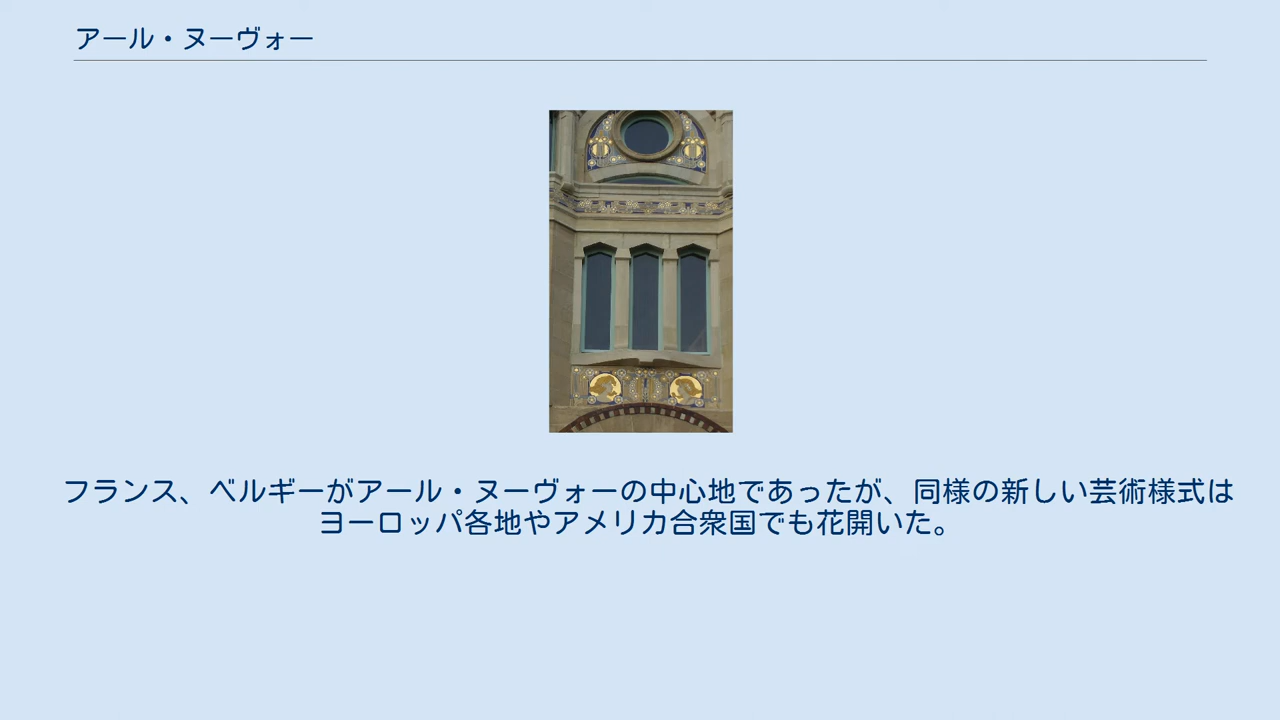 アール・ヌーヴォー
フランス、ベルギーがアール・ヌーヴォーの中心地であったが、同様の新しい芸術様式は
ヨーロッパ各地やアメリカ合衆国でも花開いた。